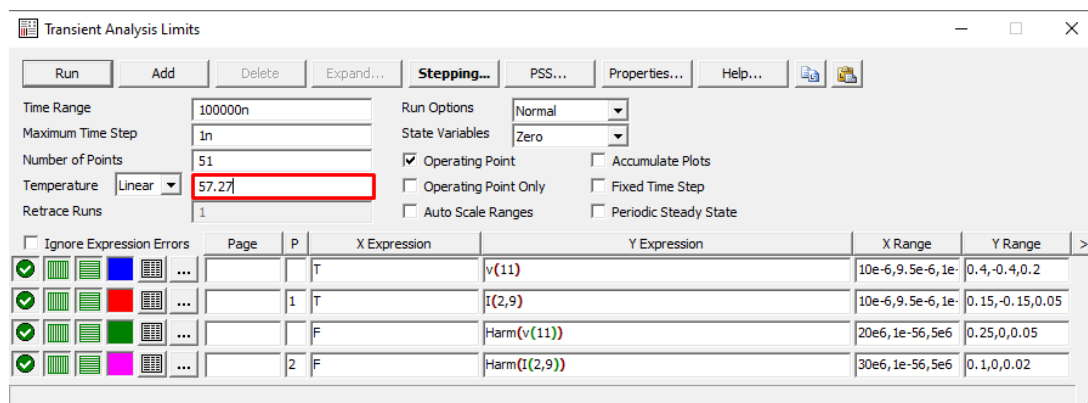 Transient Analysis Limits
Run Add Delete Expand... Stepping... PSS... Properties... Help...
Time Range 100000n Run Options Normal
Maximum Time Step 1n State Variables Zero
Number of Points 51 Operating Point Accumulate Plots
Temperature Linear 57.27 Operating Point Only Fixed Time Step
Retrace Runs 1 Auto Scale Ranges Periodic Steady State
Ignore Expression Errors Page P X Expression Y Expression X Range Y Range >
... T v(11) 10e-6,9.5e-6,1e- 0.4,-0.4,0.2
... 1 T I(2,9) 10e-6,9.5e-6,1e- 0.15,-0.15,0.05
... F Harm(v(11)) 20e6,1e-56,5e6 0.25,0,0.05
... 2 F Harm(I(2,9)) 30e6,1e-56,5e6 0.1,0,0.02